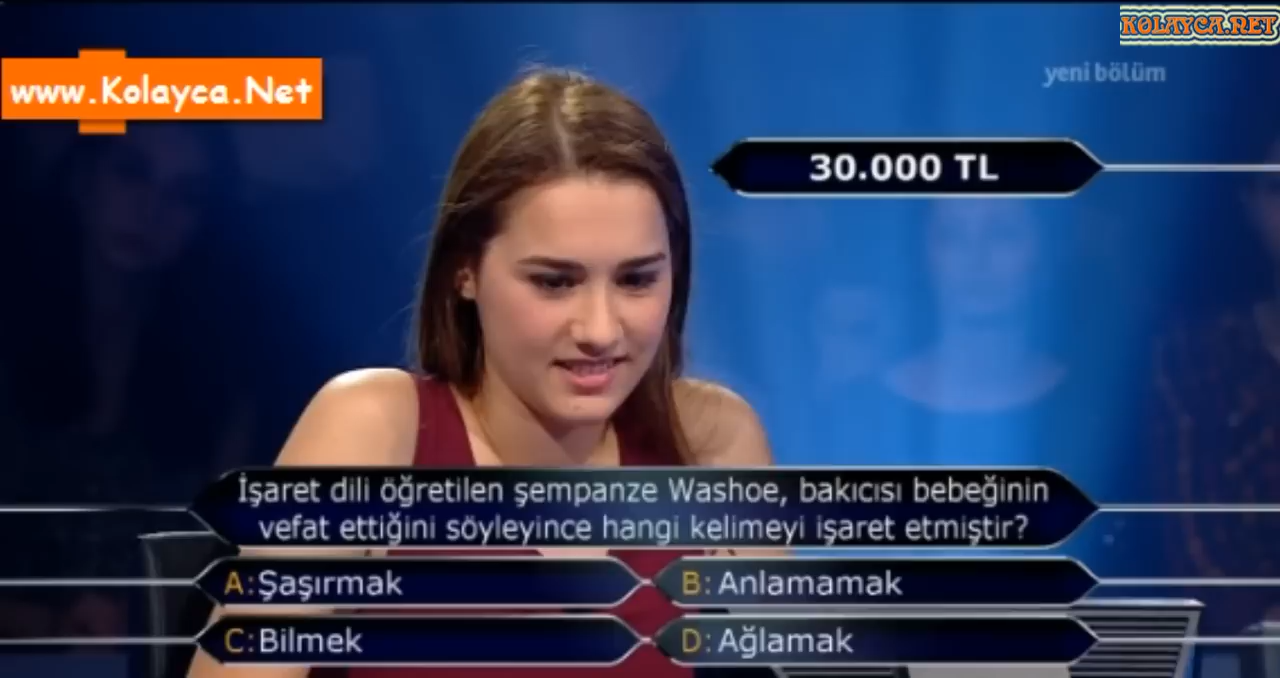 KOLAYCA.NET
www.Kolayca.Net
yeni bölüm
30.000 TL
İşaret dili öğretilen şempanze Washoe, bakıcısı bebeğinin
vefat ettiğini söyleyince hangi kelimeyi işaret etmiştir?
A: Şaşırmak
B: Anlamamak
C: Bilmek
D: Ağlamak